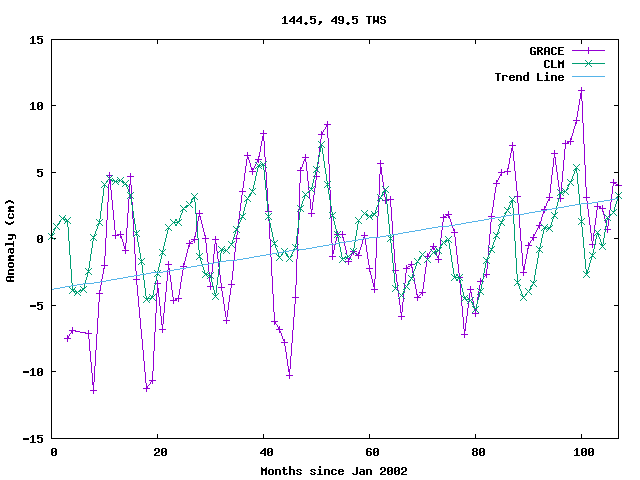 144.5, 49.5 TWS
GRACE
CLM
Trend Line
15
10
5
0
-5
-10
-15
Anomaly (cm)
0 20 40 60 80 100
Months since Jan 2002